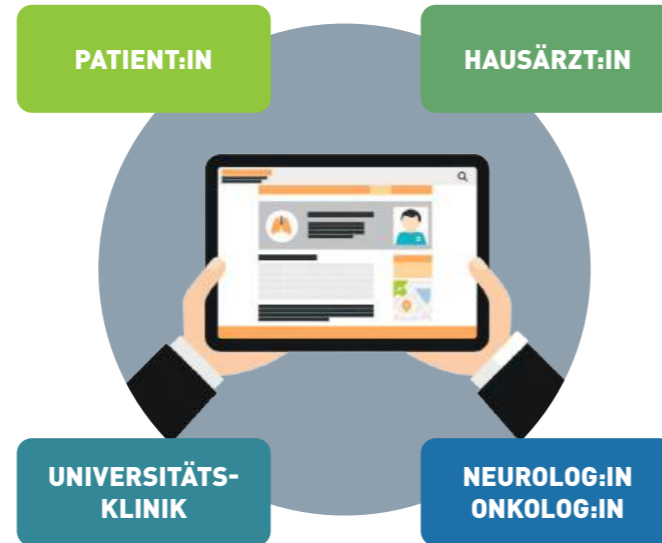 PATIENT:IN
HAUSÄRZT:IN
UNIVERSITÄTS-
KLINIK
NEUROLOG:IN
ONKOLOG:IN